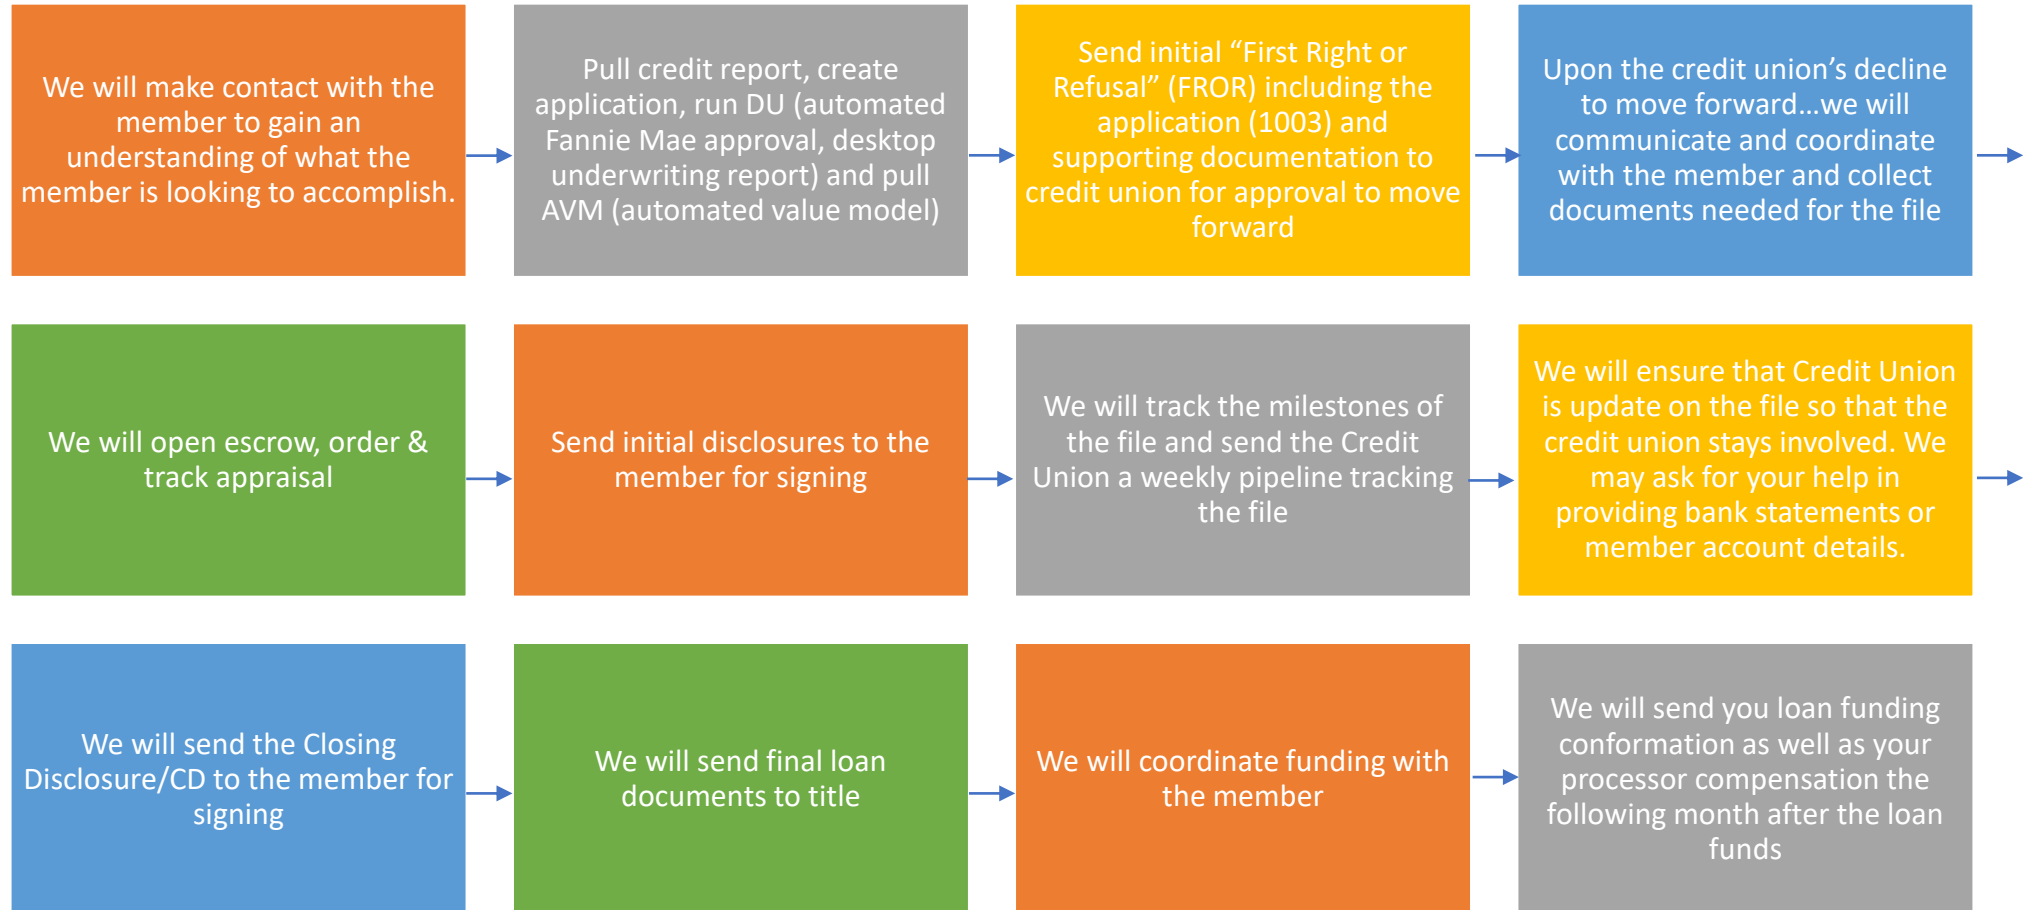 We will make contact with the
member to gain an
understanding of what the
member is looking to accomplish.
Pull credit report, create
application, run DU (automated
Fannie Mae approval, desktop
underwriting report) and pull
AVM (automated value model)
Send initial “First Right or
Refusal” (FROR) including the
application (1003) and
supporting documentation to
credit union for approval to move
forward
Upon the credit union’s decline
to move forward…we will
communicate and coordinate
with the member and collect
documents needed for the file
We will open escrow, order &
track appraisal
Send initial disclosures to the
member for signing
We will track the milestones of
the file and send the Credit
Union a weekly pipeline tracking
the file
We will ensure that Credit Union
is update on the file so that the
credit union stays involved. We
may ask for your help in
providing bank statements or
member account details.
We will send the Closing
Disclosure/CD to the member for
signing
We will send final loan
documents to title
We will coordinate funding with
the member
We will send you loan funding
conformation as well as your
processor compensation the
following month after the loan
funds